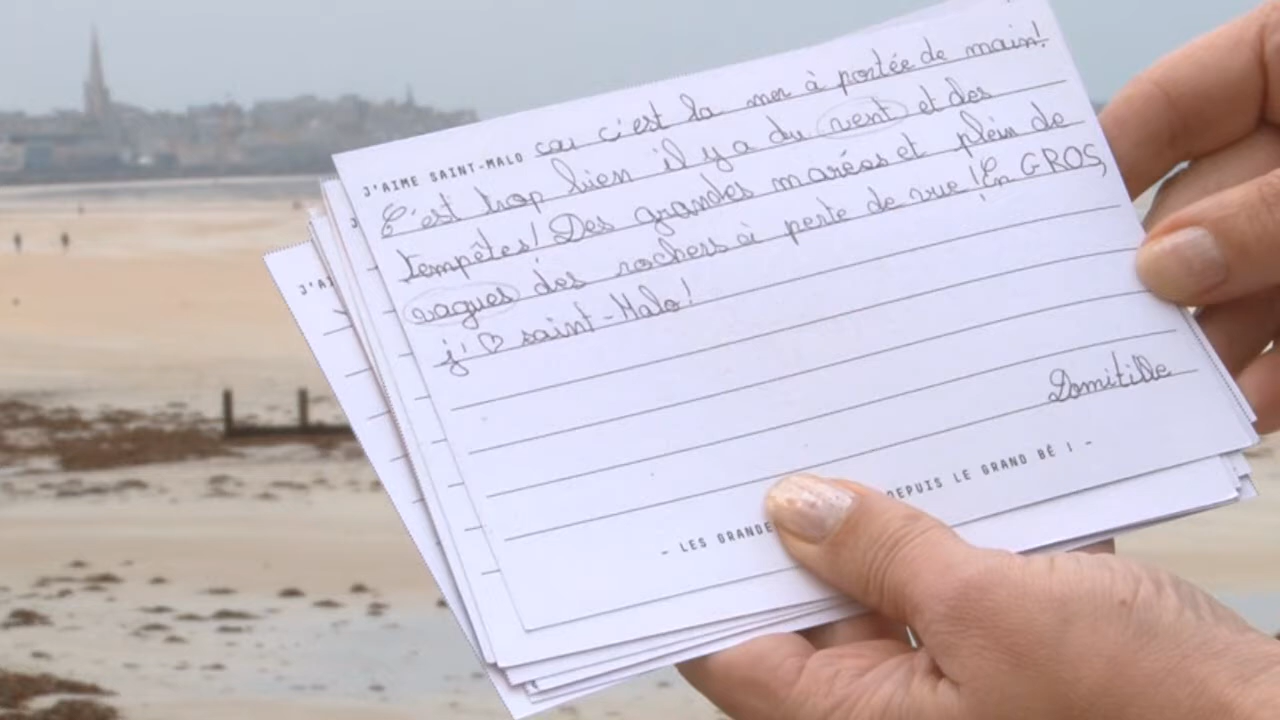 J'AIME SAINT-MALO car c'est la mer à portée de main!
C'est trop bien il y a du vent et des
tempêtes! Des grandes marées et plein de
vagues des rochers à perte de vue! En GROS,
j'♡ saint-Malo!
Domitille
- LES GRANDE DEPUIS LE GRAND BÉ ! -
J'AI